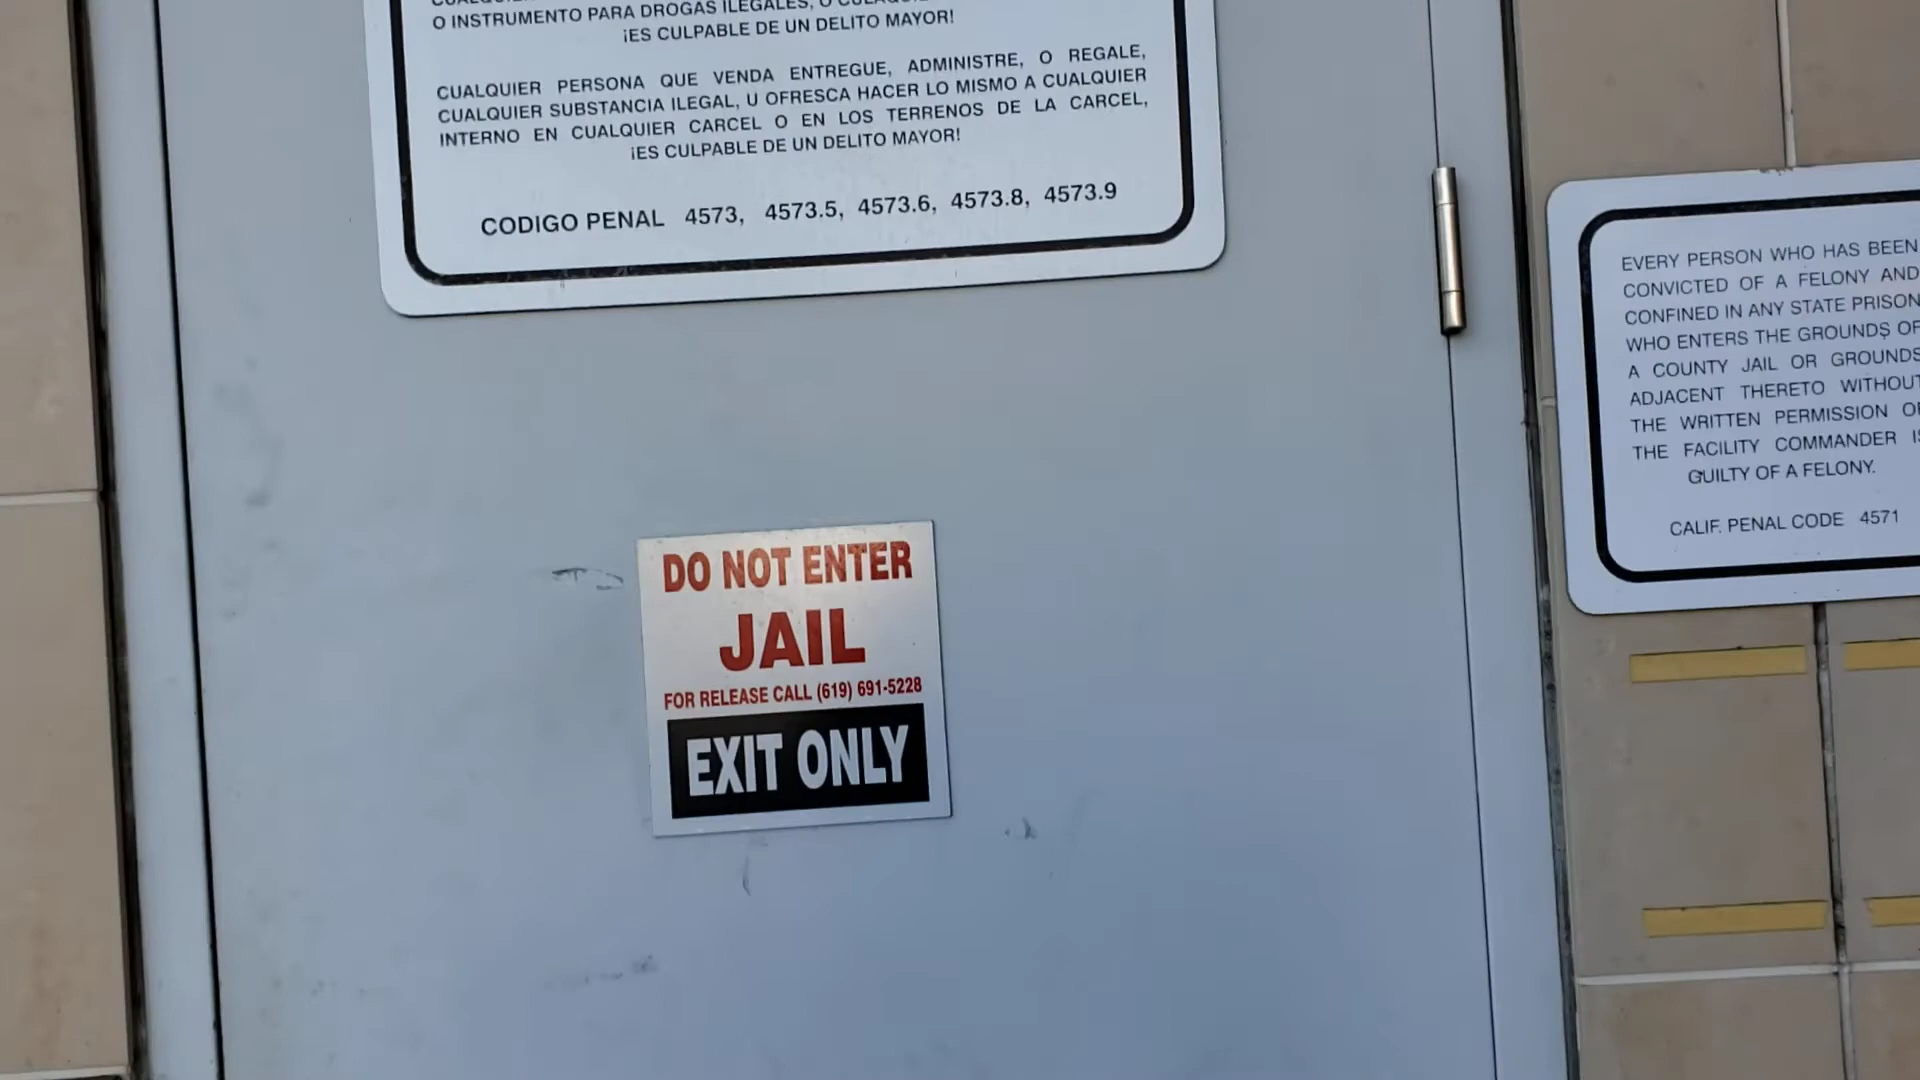 O INSTRUMENTO PARA DROGAS ILEGALES, O
¡ES CULPABLE DE UN DELITO MAYOR!
CUALQUIER PERSONA QUE VENDA ENTREGUE, ADMINISTRE, O REGALE,
CUALQUIER SUBSTANCIA ILEGAL, U OFRESCA HACER LO MISMO A CUALQUIER
INTERNO EN CUALQUIER CARCEL O EN LOS TERRENOS DE LA CARCEL,
¡ES CULPABLE DE UN DELITO MAYOR!
CODIGO PENAL 4573, 4573.5, 4573.6, 4573.8, 4573.9
EVERY PERSON WHO HAS BEEN
CONVICTED OF A FELONY AND
CONFINED IN ANY STATE PRISON
WHO ENTERS THE GROUNDS OF
A COUNTY JAIL OR GROUNDS
ADJACENT THERETO WITHOUT
THE WRITTEN PERMISSION OF
THE FACILITY COMMANDER IS
GUILTY OF A FELONY.
CALIF. PENAL CODE 4571
DO NOT ENTER
JAIL
FOR RELEASE CALL (619) 691-5228
EXIT ONLY